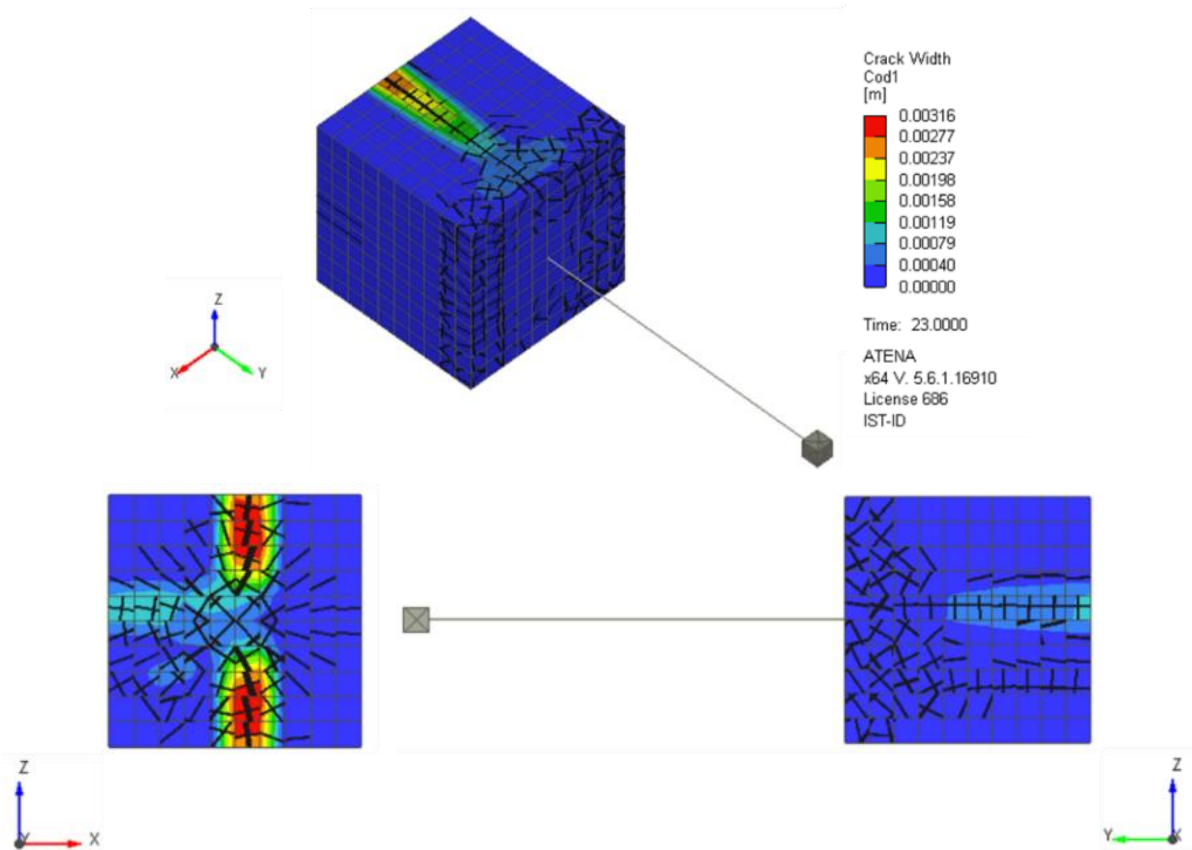 Crack Width
Cod1
[m]
0.00316
0.00277
0.00237
0.00198
0.00158
0.00119
0.00079
0.00040
0.00000
Time: 23.0000
ATENA
x64 V. 5.6.1.16910
License 686
IST-ID
Z
X
Y
Z
Y
X
Z
Y
X